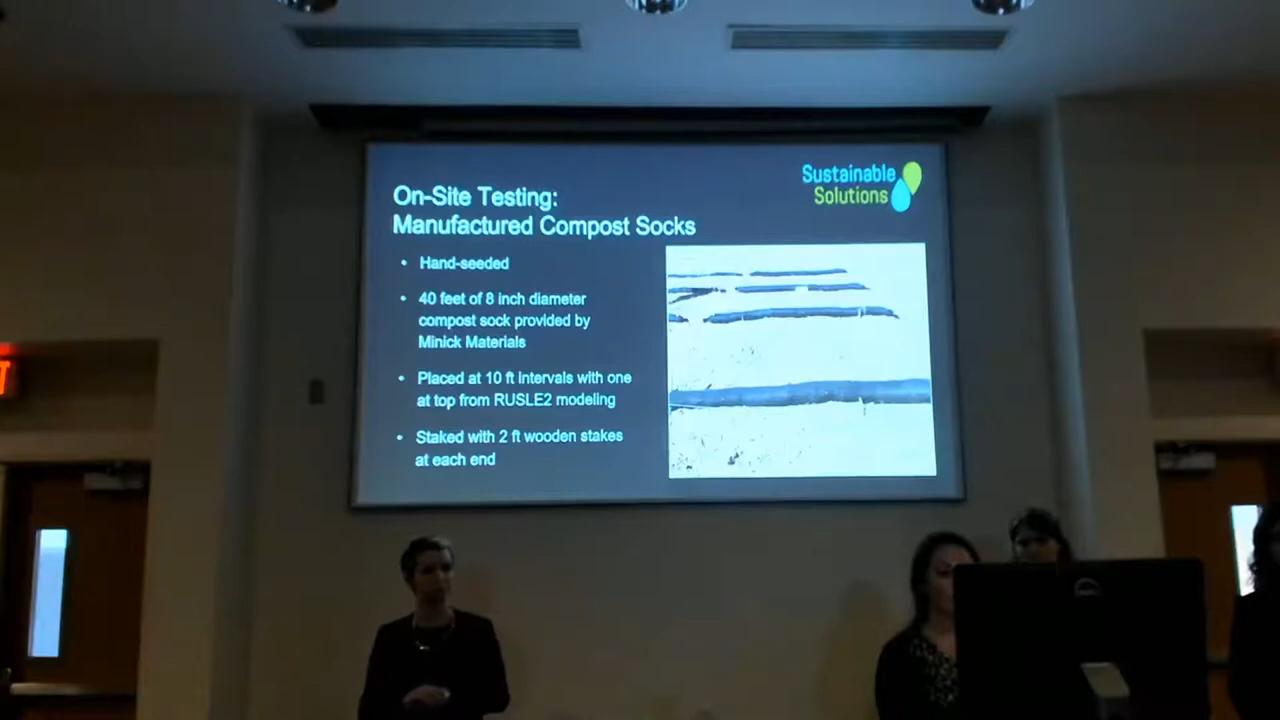 Sustainable
Solutions
On-Site Testing:
Manufactured Compost Socks
• Hand-seeded
• 40 feet of 8 inch diameter
compost sock provided by
Minick Materials
• Placed at 10 ft intervals with one
at top from RUSLE2 modeling
• Staked with 2 ft wooden stakes
at each end
T